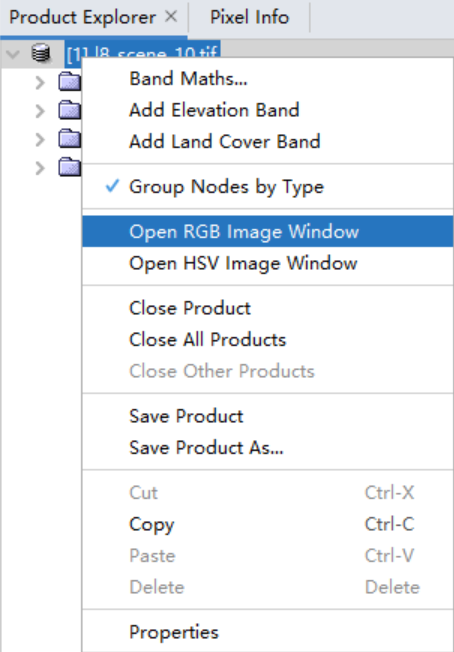 Product Explorer × Pixel Info
[1] l8_scene_10.tif
Band Maths...
Add Elevation Band
Add Land Cover Band
✓ Group Nodes by Type
Open RGB Image Window
Open HSV Image Window
Close Product
Close All Products
Close Other Products
Save Product
Save Product As...
Cut Ctrl-X
Copy Ctrl-C
Paste Ctrl-V
Delete Delete
Properties